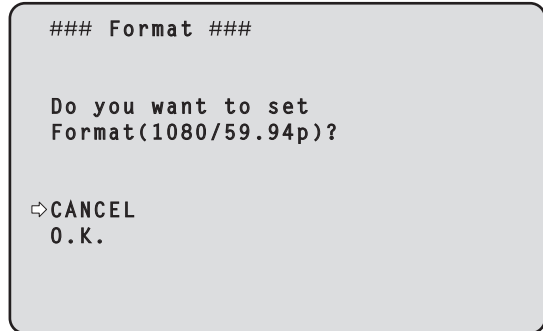 ### Format ###
Do you want to set
Format(1080/59.94p)?
⇨CANCEL
O.K.